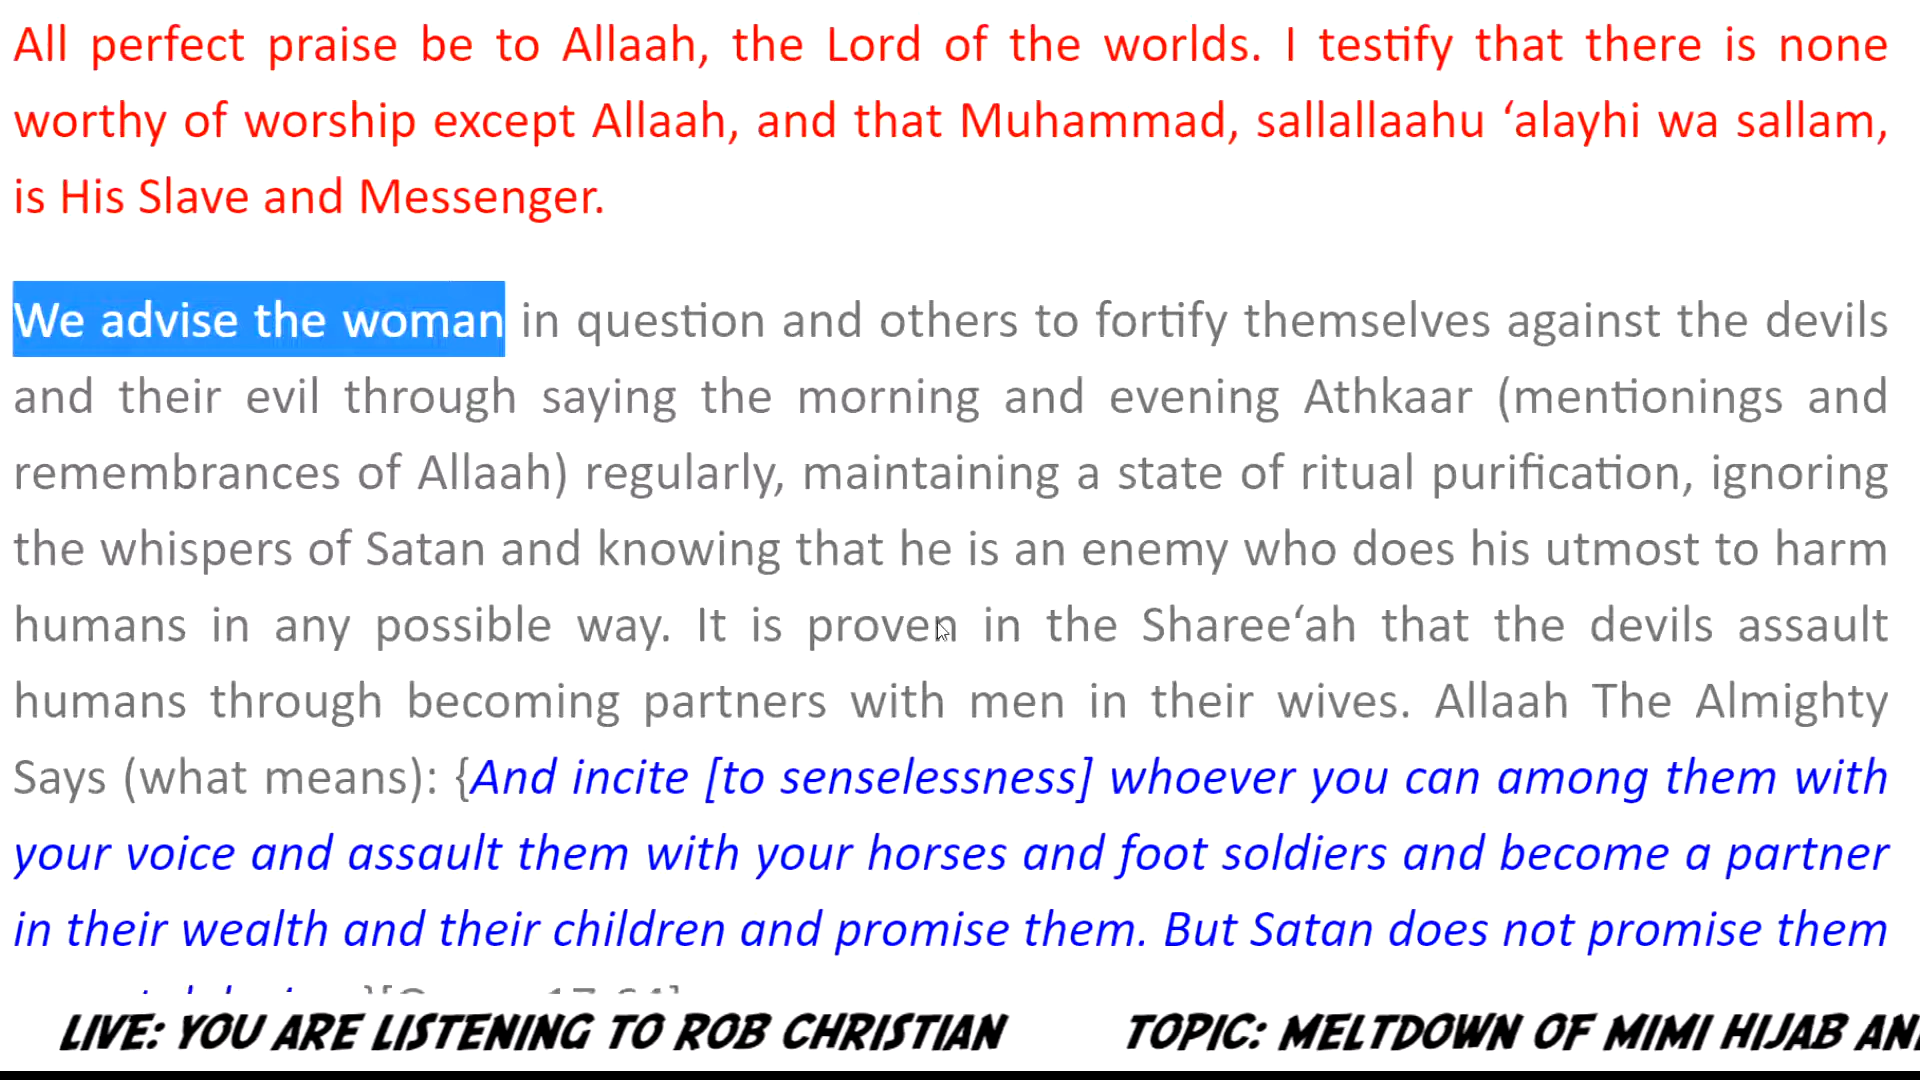 All perfect praise be to Allaah, the Lord of the worlds. I testify that there is none
worthy of worship except Allaah, and that Muhammad, sallallaahu ‘alayhi wa sallam,
is His Slave and Messenger.
We advise the woman in question and others to fortify themselves against the devils
and their evil through saying the morning and evening Athkaar (mentionings and
remembrances of Allaah) regularly, maintaining a state of ritual purification, ignoring
the whispers of Satan and knowing that he is an enemy who does his utmost to harm
humans in any possible way. It is proven in the Sharee‘ah that the devils assault
humans through becoming partners with men in their wives. Allaah The Almighty
Says (what means): {And incite [to senselessness] whoever you can among them with
your voice and assault them with your horses and foot soldiers and become a partner
in their wealth and their children and promise them. But Satan does not promise them
LIVE: YOU ARE LISTENING TO ROB CHRISTIAN TOPIC: MELTDOWN OF MIMI HIJAB